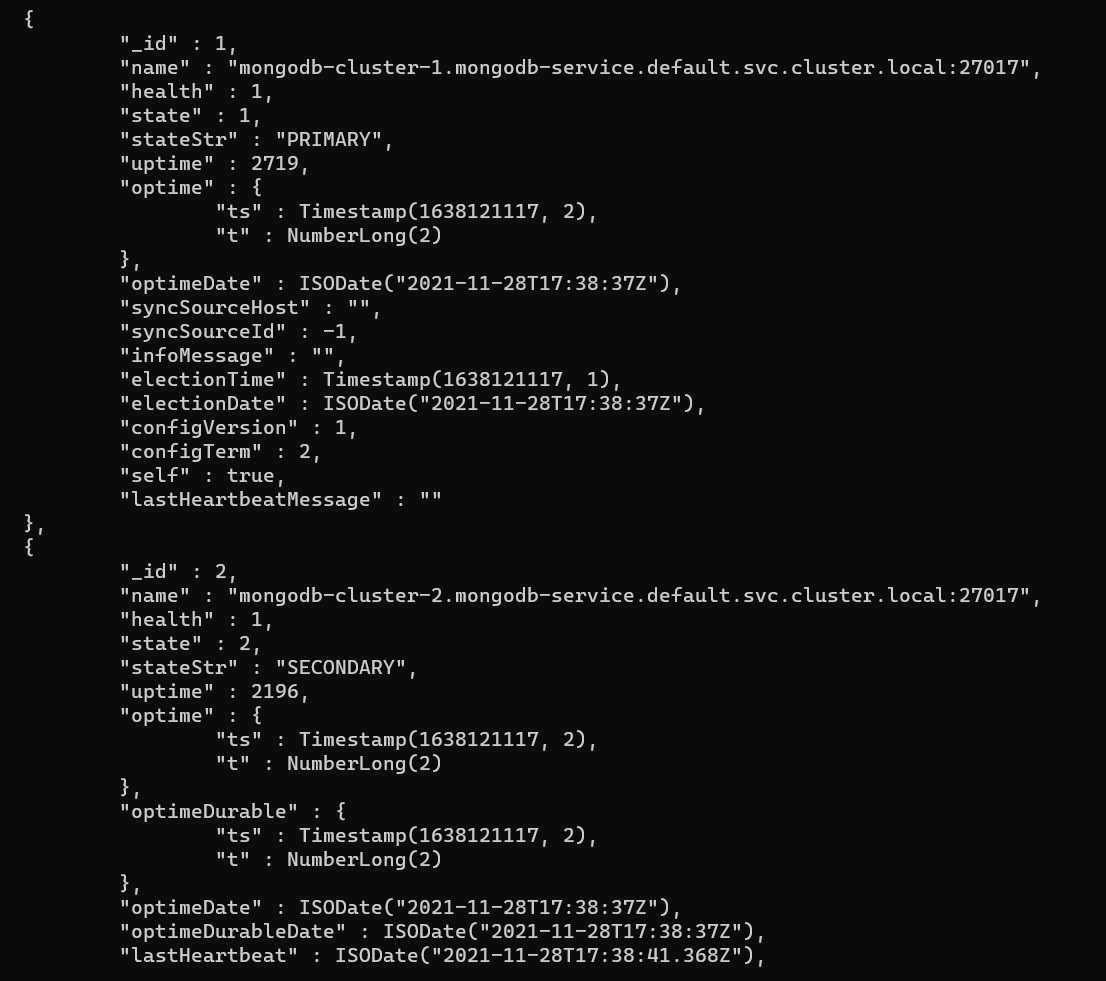 {
"_id" : 1,
"name" : "mongodb-cluster-1.mongodb-service.default.svc.cluster.local:27017",
"health" : 1,
"state" : 1,
"stateStr" : "PRIMARY",
"uptime" : 2719,
"optime" : {
"ts" : Timestamp(1638121117, 2),
"t" : NumberLong(2)
},
"optimeDate" : ISODate("2021-11-28T17:38:37Z"),
"syncSourceHost" : "",
"syncSourceId" : -1,
"infoMessage" : "",
"electionTime" : Timestamp(1638121117, 1),
"electionDate" : ISODate("2021-11-28T17:38:37Z"),
"configVersion" : 1,
"configTerm" : 2,
"self" : true,
"lastHeartbeatMessage" : ""
},
{
"_id" : 2,
"name" : "mongodb-cluster-2.mongodb-service.default.svc.cluster.local:27017",
"health" : 1,
"state" : 2,
"stateStr" : "SECONDARY",
"uptime" : 2196,
"optime" : {
"ts" : Timestamp(1638121117, 2),
"t" : NumberLong(2)
},
"optimeDurable" : {
"ts" : Timestamp(1638121117, 2),
"t" : NumberLong(2)
},
"optimeDate" : ISODate("2021-11-28T17:38:37Z"),
"optimeDurableDate" : ISODate("2021-11-28T17:38:37Z"),
"lastHeartbeat" : ISODate("2021-11-28T17:38:41.368Z"),